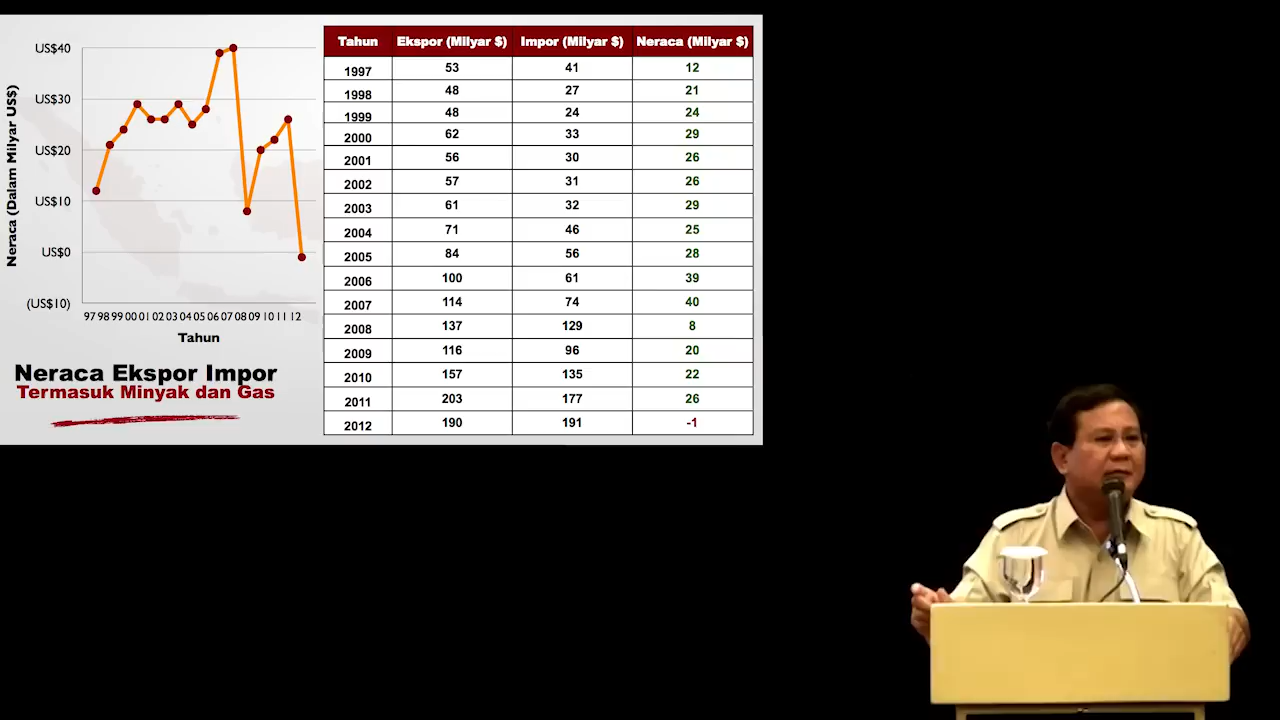 US$40
US$30
US$20
US$10
US$0
(US$10)
Neraca (Dalam Milyar US$)
97 98 99 00 01 02 03 04 05 06 07 08 09 10 11 12
Tahun
Neraca Ekspor Impor
Termasuk Minyak dan Gas
Tahun Ekspor (Milyar $) Impor (Milyar $) Neraca (Milyar $)
1997 53 41 12
1998 48 27 21
1999 48 24 24
2000 62 33 29
2001 56 30 26
2002 57 31 26
2003 61 32 29
2004 71 46 25
2005 84 56 28
2006 100 61 39
2007 114 74 40
2008 137 129 8
2009 116 96 20
2010 157 135 22
2011 203 177 26
2012 190 191 -1